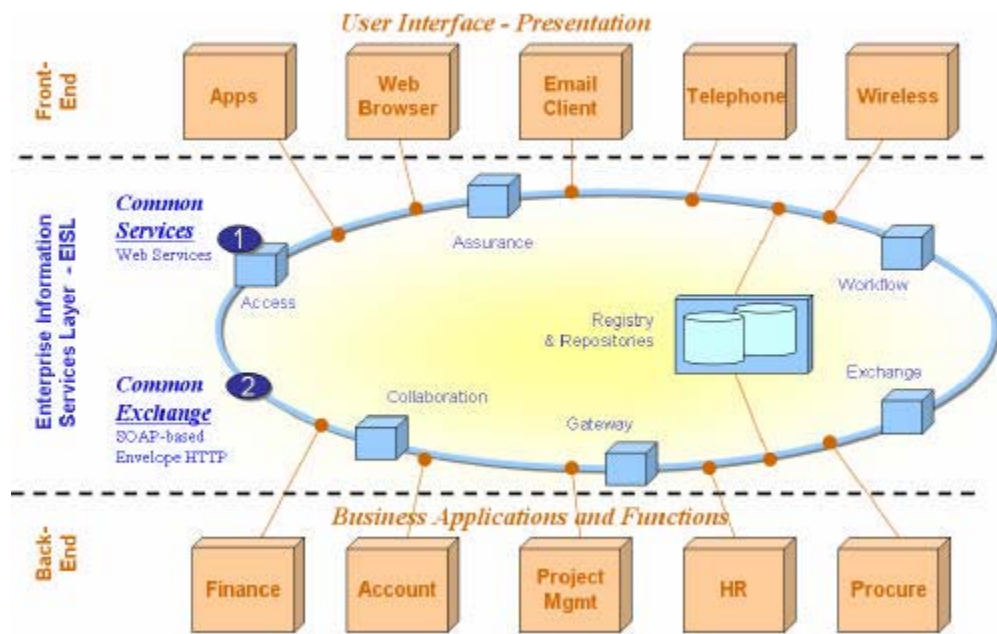 User Interface - Presentation
Front-
End
Apps
Web
Browser
Email
Client
Telephone
Wireless
Enterprise Information
Services Layer - EISL
Common
Services
Web Services
1
Access
Assurance
Workflow
Registry
& Repositories
2
Common
Exchange
SOAP-based
Envelope HTTP
Collaboration
Gateway
Exchange
Business Applications and Functions
Back-
End
Finance
Account
Project
Mgmt
HR
Procure